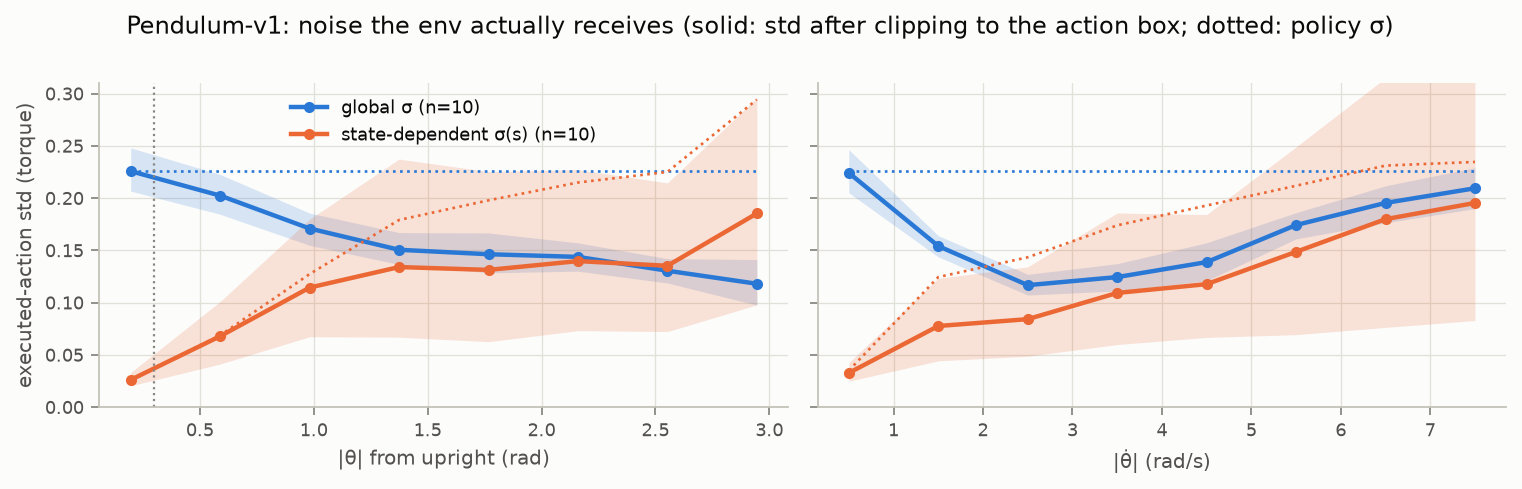 Pendulum-v1: noise the env actually receives (solid: std after clipping to the action box; dotted: policy σ)
executed-action std (torque)
0.30
0.25
0.20
0.15
0.10
0.05
0.00
global σ (n=10)
state-dependent σ(s) (n=10)
0.5 1.0 1.5 2.0 2.5 3.0
|θ| from upright (rad)
1 2 3 4 5 6 7
|θ̇| (rad/s)